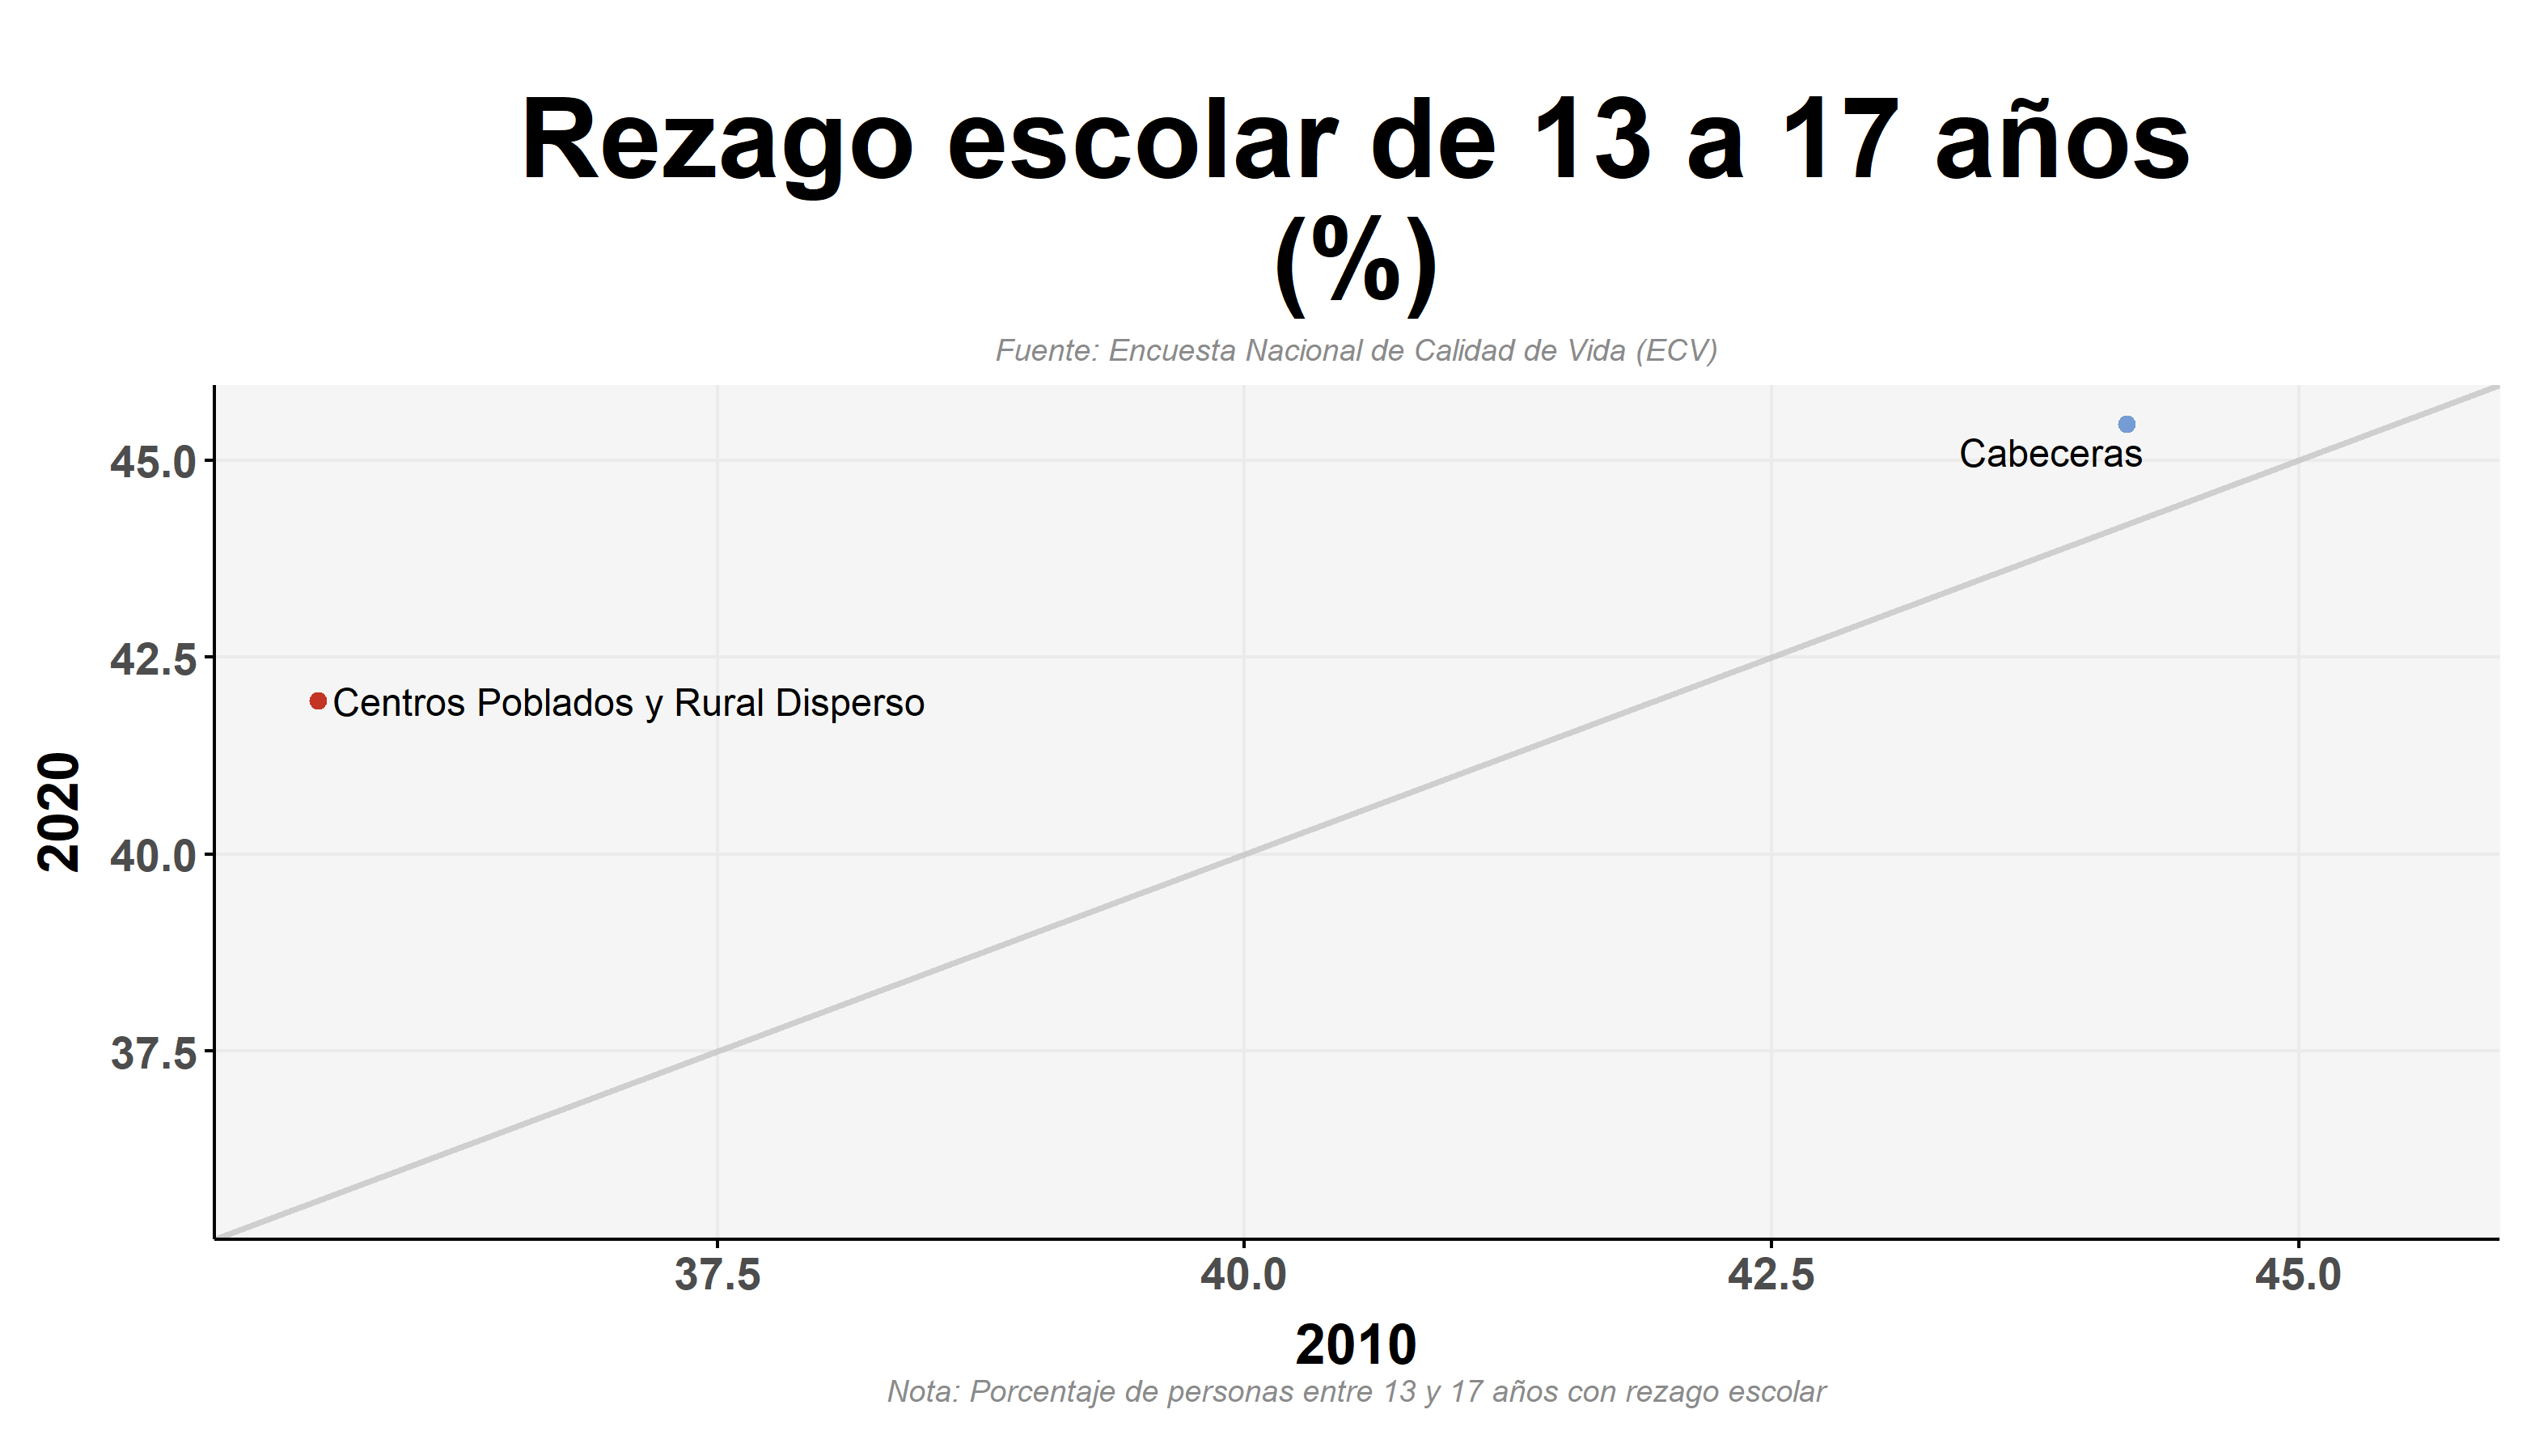 Rezago escolar de 13 a 17 años
(%)
Fuente: Encuesta Nacional de Calidad de Vida (ECV)
45.0
Cabeceras
42.5
Centros Poblados y Rural Disperso
2020
40.0
37.5
37.5 40.0 42.5 45.0
2010
Nota: Porcentaje de personas entre 13 y 17 años con rezago escolar